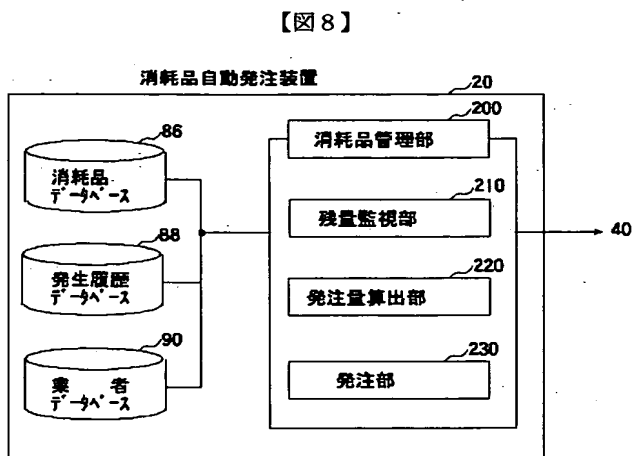 【図8】
消耗品自動発注装置
20
86
消耗品
データベース
88
発生履歴
データベース
90
業者
データベース
200
消耗品管理部
210
残量監視部
220
発注量算出部
230
発注部
40